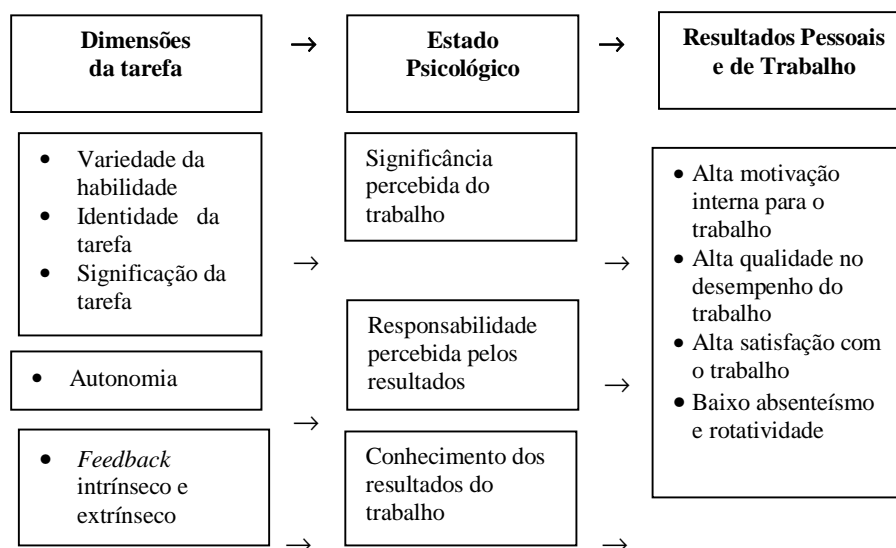 Dimensões
da tarefa
→
Estado
Psicológico
→
Resultados Pessoais
e de Trabalho
• Variedade da
habilidade
• Identidade da
tarefa
• Significação da
tarefa
→
Significância
percebida do
trabalho
→
• Alta motivação
interna para o
trabalho
• Alta qualidade no
desempenho do
trabalho
• Alta satisfação com
o trabalho
• Baixo absenteísmo
e rotatividade
• Autonomia
→
Responsabilidade
percebida pelos
resultados
→
• Feedback
intrínseco e
extrínseco
→
Conhecimento dos
resultados do
trabalho
→